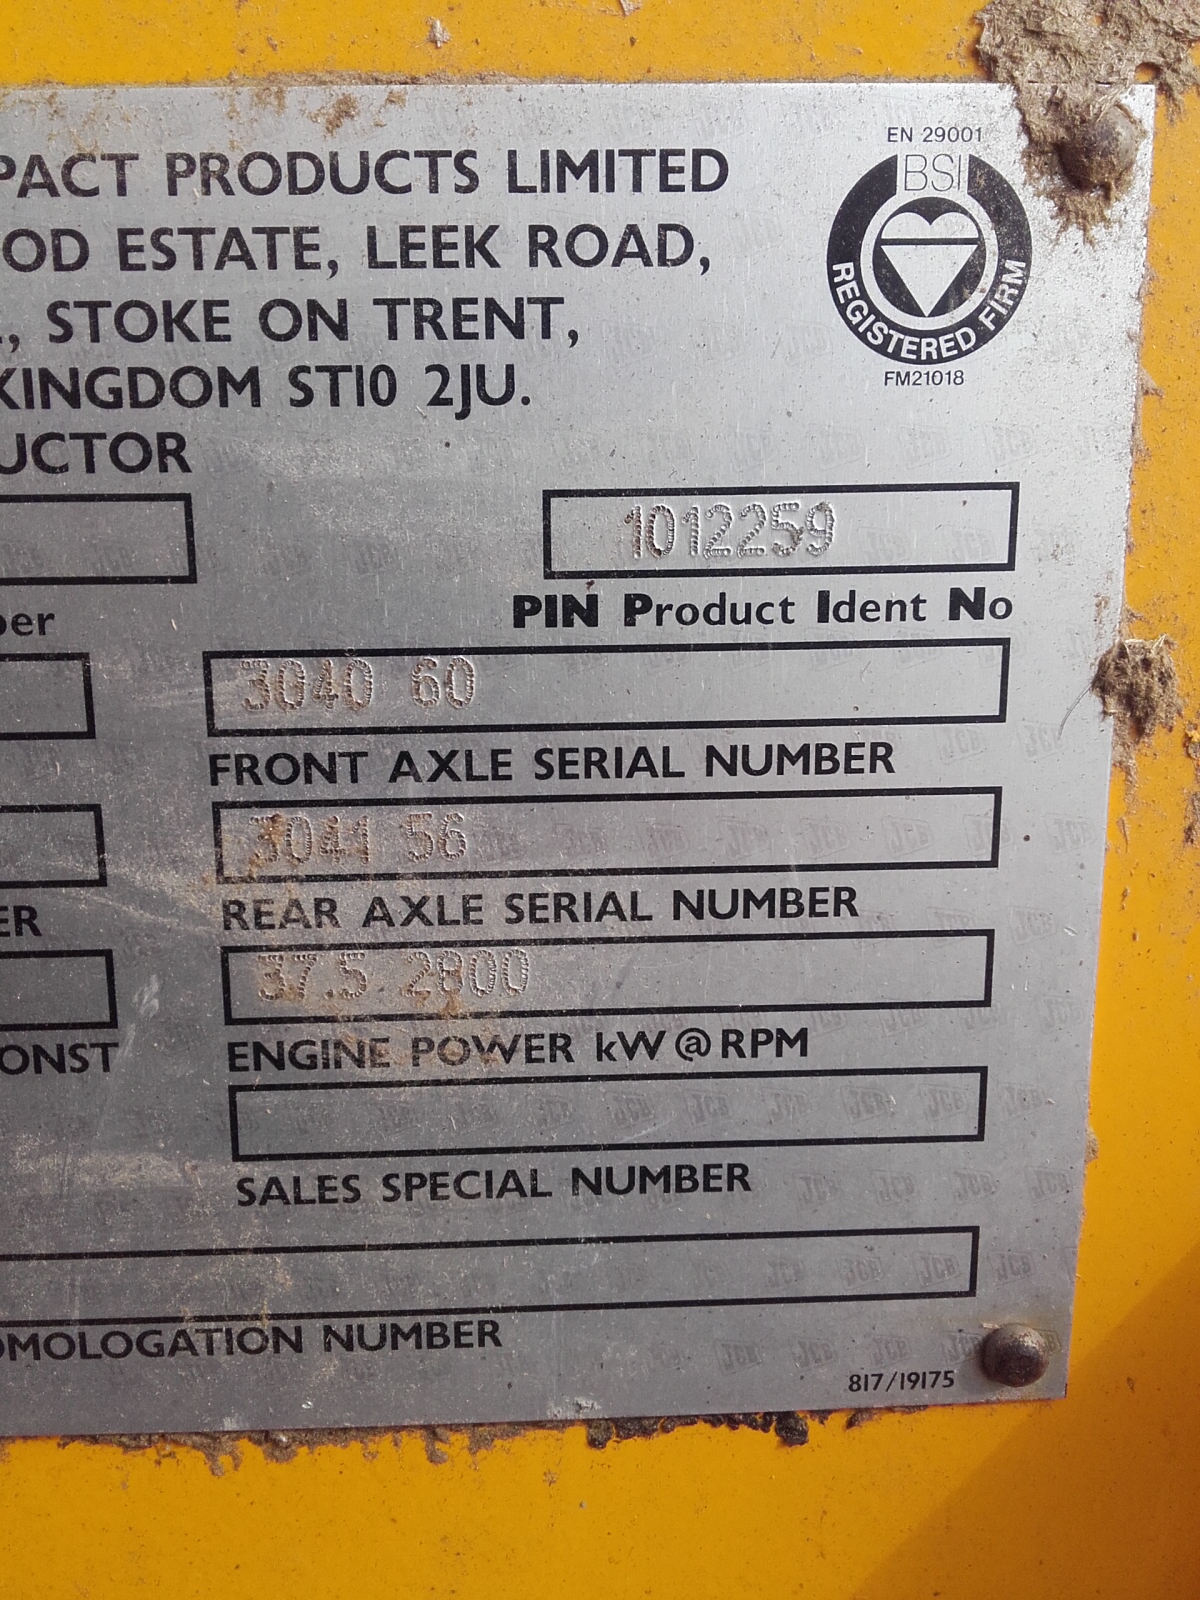 PACT PRODUCTS LIMITED
OD ESTATE, LEEK ROAD,
, STOKE ON TRENT,
KINGDOM ST10 2JU.
UCTOR
EN 29001
BSI
REGISTERED FIRM
FM21018
1012259
ber
PIN Product Ident No
3040 60
FRONT AXLE SERIAL NUMBER
3041 56
ER
REAR AXLE SERIAL NUMBER
37.5 2800
ONST
ENGINE POWER kW@RPM
SALES SPECIAL NUMBER
OMOLOGATION NUMBER
817/19175